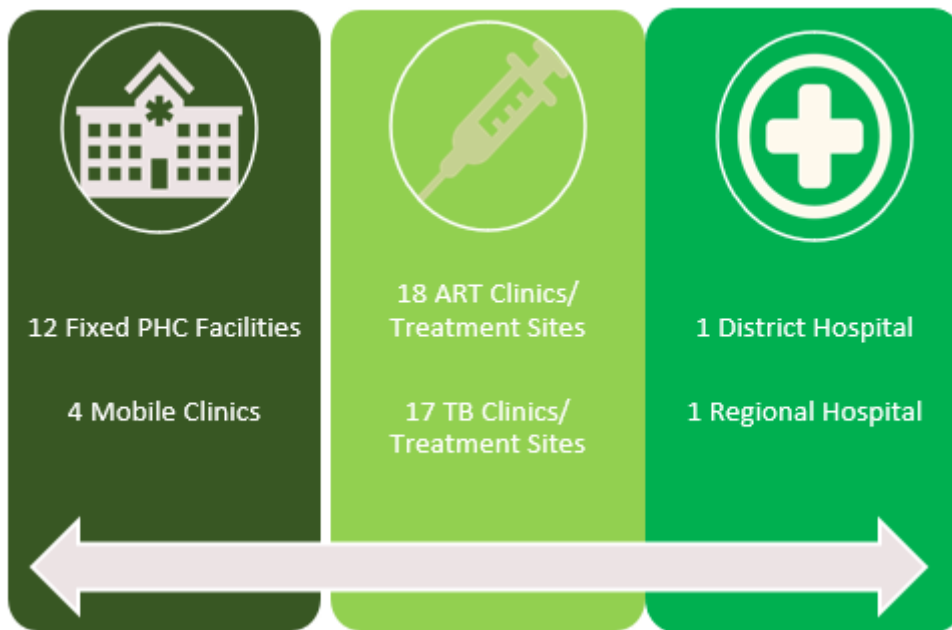 12 Fixed PHC Facilities
4 Mobile Clinics
18 ART Clinics/
Treatment Sites
17 TB Clinics/
Treatment Sites
1 District Hospital
1 Regional Hospital